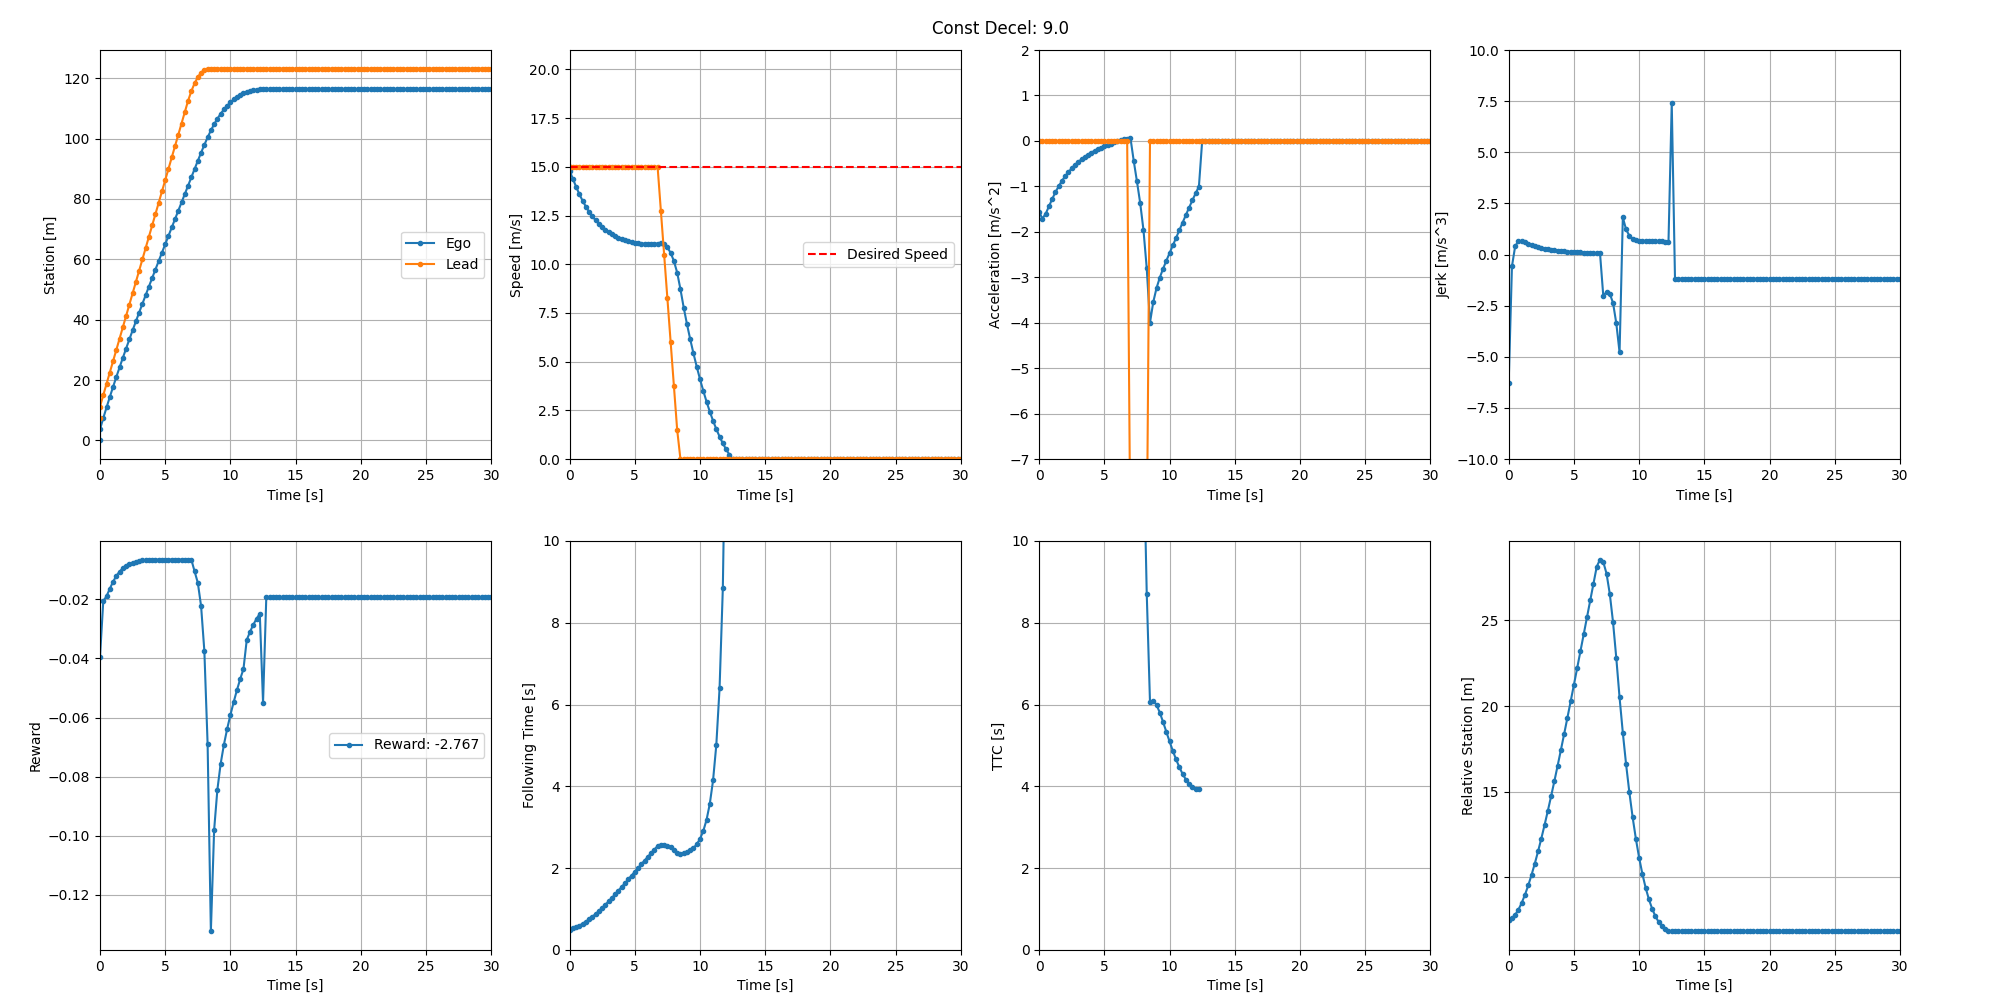 Const Decel: 9.0
Station [m]
120
100
80
60
40
20
0
Ego
Lead
0 5 10 15 20 25 30
Time [s]
Speed [m/s]
20.0
17.5
15.0
12.5
10.0
7.5
5.0
2.5
0.0
Desired Speed
0 5 10 15 20 25 30
Time [s]
Acceleration [m/s^2]
2
1
0
−1
−2
−3
−4
−5
−6
−7
0 5 10 15 20 25 30
Time [s]
Jerk [m/s^3]
10.0
7.5
5.0
2.5
0.0
−2.5
−5.0
−7.5
−10.0
0 5 10 15 20 25 30
Time [s]
Reward
−0.02
−0.04
−0.06
−0.08
−0.10
−0.12
Reward: -2.767
0 5 10 15 20 25 30
Time [s]
Following Time [s]
10
8
6
4
2
0
0 5 10 15 20 25 30
Time [s]
TTC [s]
10
8
6
4
2
0
0 5 10 15 20 25 30
Time [s]
Relative Station [m]
25
20
15
10
0 5 10 15 20 25 30
Time [s]